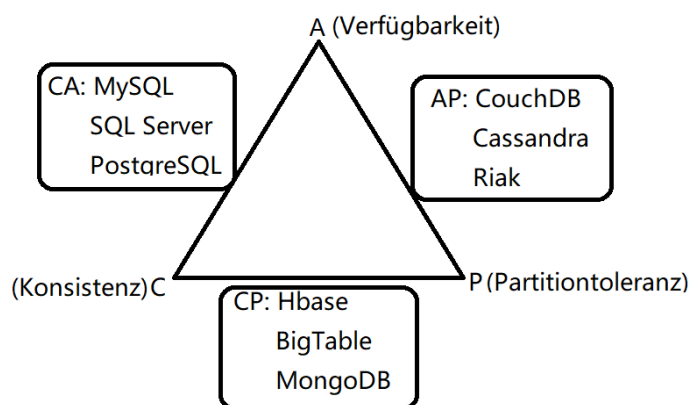 A (Verfügbarkeit)
CA: MySQL
SQL Server
PostgreSQL
AP: CouchDB
Cassandra
Riak
(Konsistenz) C
P (Partitiontoleranz)
CP: Hbase
BigTable
MongoDB